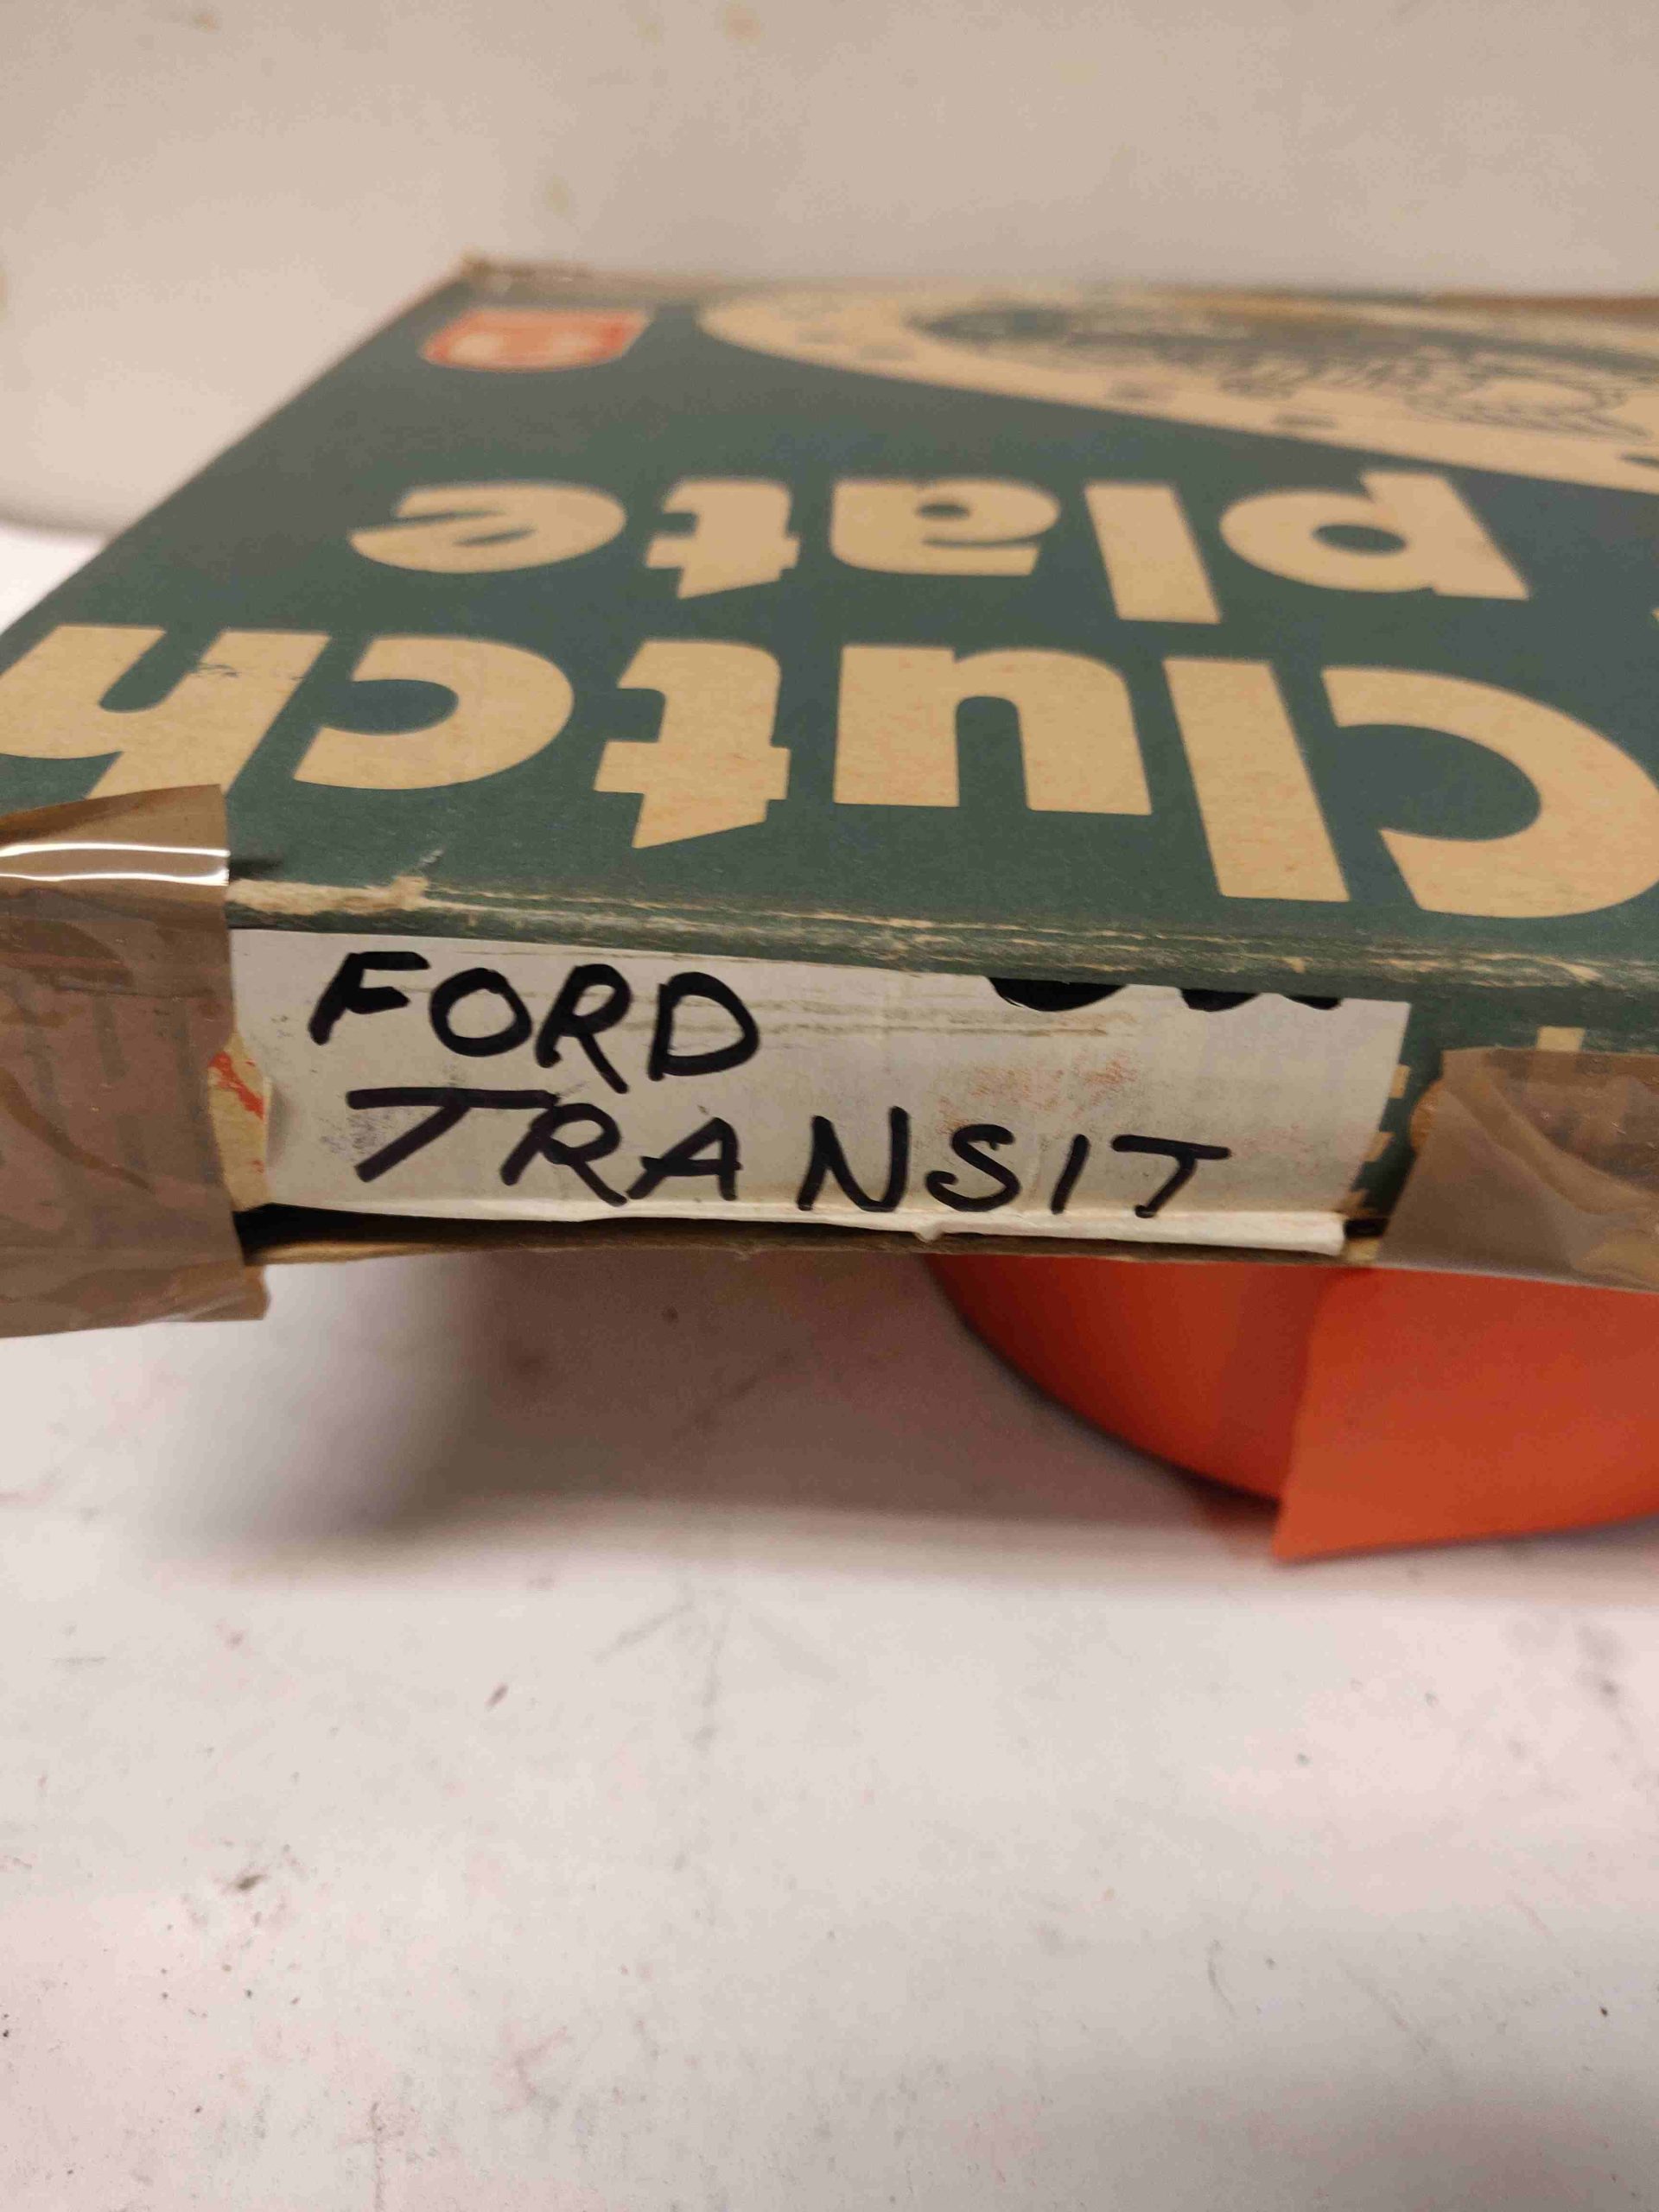 Clutch
plate
FORD
TRANSIT